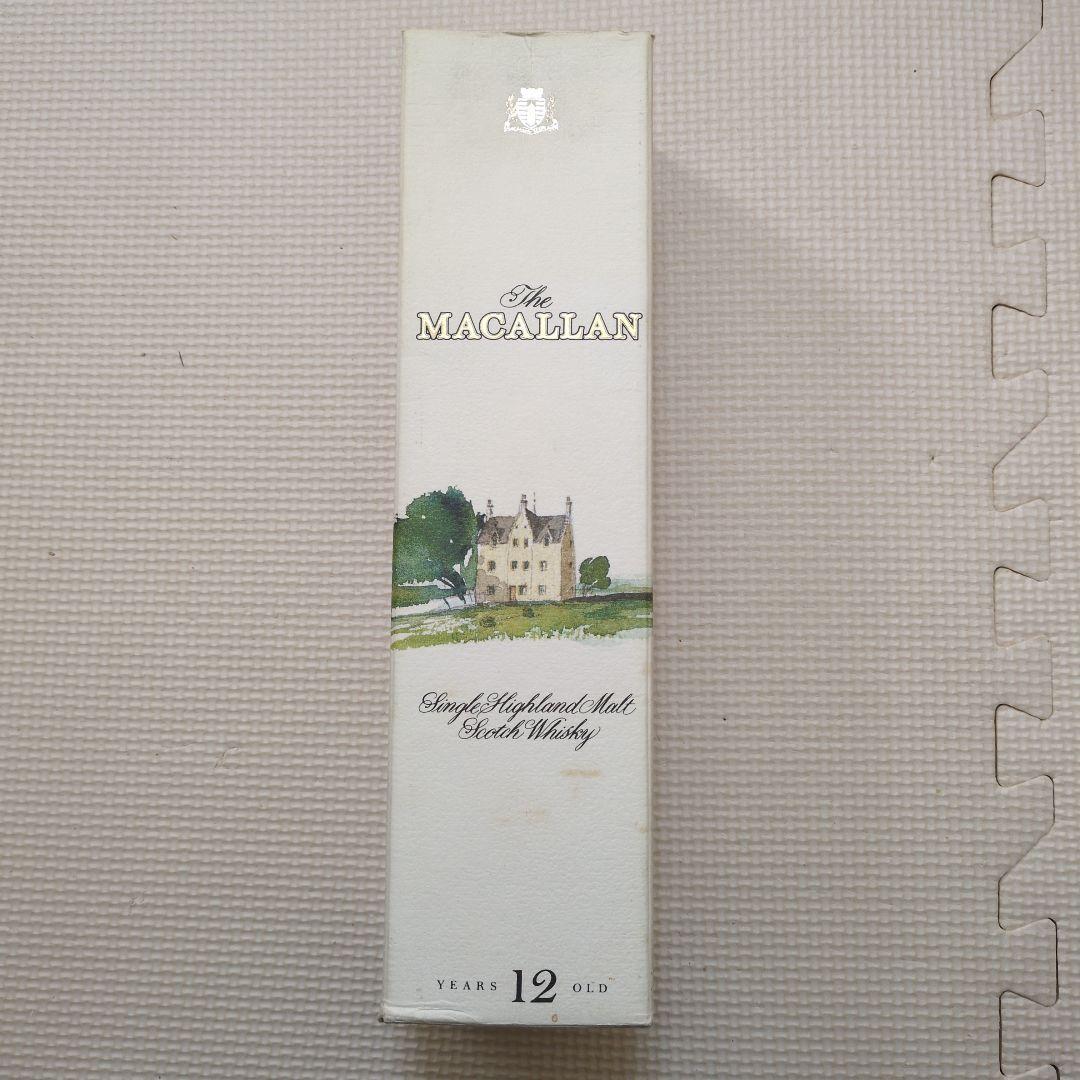 The
MACALLAN
Single Highland Malt
Scotch Whisky
YEARS 12 OLD